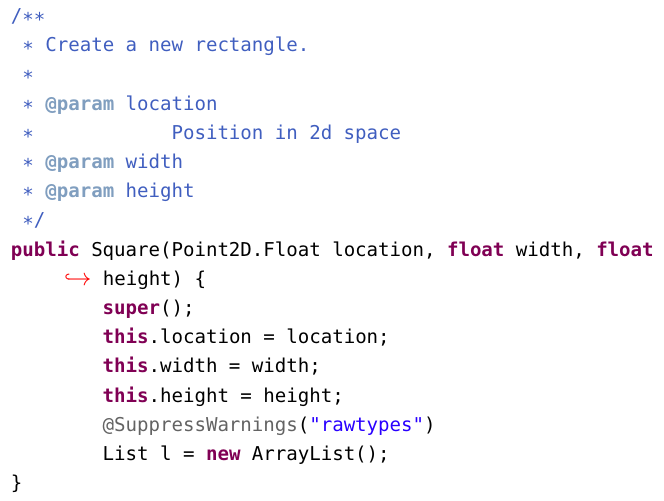 /**
 * Create a new rectangle.
 *
 * @param location
 *            Position in 2d space
 * @param width
 * @param height
 */
public Square(Point2D.Float location, float width, float
    ↪ height) {
        super();
        this.location = location;
        this.width = width;
        this.height = height;
        @SuppressWarnings("rawtypes")
        List l = new ArrayList();
}